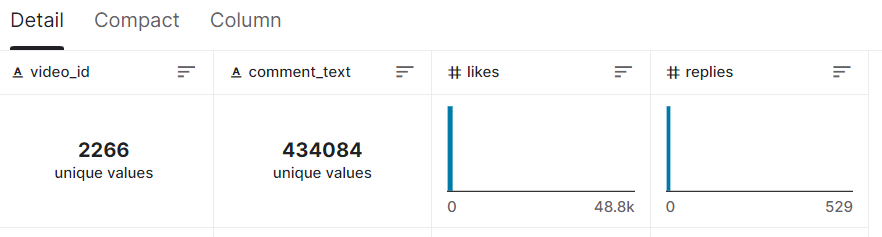 Detail Compact Column
A video_id
A comment_text
# likes
# replies
2266
unique values
434084
unique values
0 48.8k
0 529